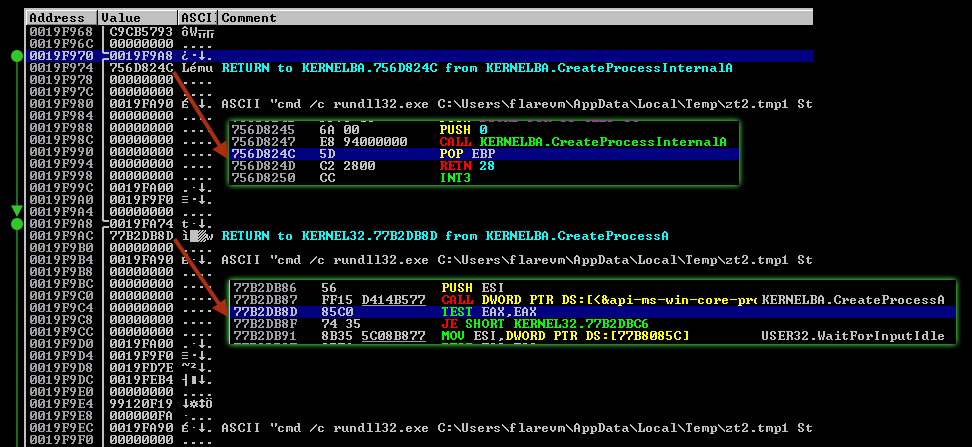 Address Value ASCII Comment
0019F968 C9CB5793
0019F96C 00000000 ....
0019F970 0019F9A8
0019F974 756D824C Lému RETURN to KERNELBA.756D824C from KERNELBA.CreateProcessInternalA
0019F978 00000000 ....
0019F97C 00000000 ....
0019F980 0019FA90 ASCII "cmd /c rundll32.exe C:\Users\flarevm\AppData\Local\Temp\zt2.tmp1 St
0019F984 00000000 ....
0019F988 00000000 ....
756D8245 6A 00 PUSH 0
0019F98C 00000000 ....
756D8247 E8 94000000 CALL KERNELBA.CreateProcessInternalA
0019F990 00000000 ....
756D824C 5D POP EBP
0019F994 00000000 ....
756D824D C2 2800 RETN 28
0019F998 00000000 ....
756D8250 CC INT3
0019F99C 0019FA00
0019F9A0 0019F9F0
0019F9A4 00000000 ....
0019F9A8 0019FA74
0019F9AC 77B2DB8D RETURN to KERNEL32.77B2DB8D from KERNELBA.CreateProcessA
0019F9B0 00000000 ....
0019F9B4 0019FA90 ASCII "cmd /c rundll32.exe C:\Users\flarevm\AppData\Local\Temp\zt2.tmp1 St
0019F9B8 00000000 ....
0019F9BC 00000000 ....
77B2DB86 56 PUSH ESI
0019F9C0 00000000 ....
77B2DB87 FF15 D414B577 CALL DWORD PTR DS:[<&api-ms-win-core-pro KERNELBA.CreateProcessA
0019F9C4 00000000 ....
77B2DB8D 85C0 TEST EAX,EAX
0019F9C8 00000000 ....
77B2DB8F 74 35 JE SHORT KERNEL32.77B2DBC6
0019F9CC 00000000 ....
77B2DB91 8B35 5C08B877 MOV ESI,DWORD PTR DS:[77B8085C] USER32.WaitForInputIdle
0019F9D0 0019FA00
0019F9D4 0019F9F0
0019F9D8 0019FD7E
0019F9DC 0019FEB4
0019F9E0 00000000 ....
0019F9E4 99120F19
0019F9E8 000000FA
0019F9EC 0019FA90 ASCII "cmd /c rundll32.exe C:\Users\flarevm\AppData\Local\Temp\zt2.tmp1 St
0019F9F0 00000000 ....